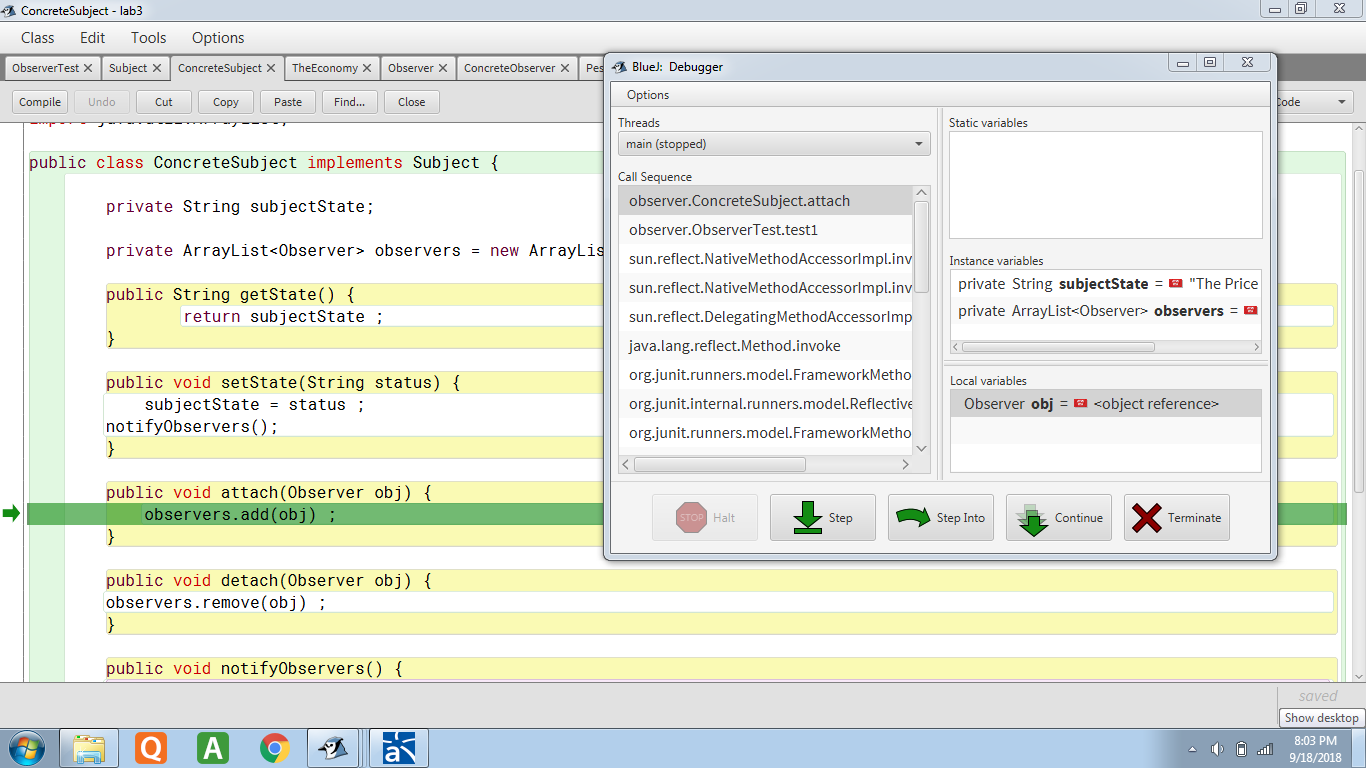 ConcreteSubject - lab3
Class Edit Tools Options
ObserverTest Subject ConcreteSubject TheEconomy Observer ConcreteObserver Pes
Compile Undo Cut Copy Paste Find... Close
public class ConcreteSubject implements Subject {
private String subjectState;
private ArrayList<Observer> observers = new ArrayLis
public String getState() {
return subjectState ;
}
public void setState(String status) {
subjectState = status ;
notifyObservers();
}
public void attach(Observer obj) {
observers.add(obj) ;
}
public void detach(Observer obj) {
observers.remove(obj) ;
}
public void notifyObservers() {
BlueJ: Debugger
Options
Threads
main (stopped)
Call Sequence
observer.ConcreteSubject.attach
observer.ObserverTest.test1
sun.reflect.NativeMethodAccessorImpl.inv
sun.reflect.NativeMethodAccessorImpl.inv
sun.reflect.DelegatingMethodAccessorImp
java.lang.reflect.Method.invoke
org.junit.runners.model.FrameworkMetho
org.junit.internal.runners.model.Reflective
org.junit.runners.model.FrameworkMetho
Static variables
Instance variables
private String subjectState = "The Price
private ArrayList<Observer> observers =
Local variables
Observer obj = <object reference>
STOP Halt Step Step Into Continue Terminate
saved
Show desktop
8:03 PM
9/18/2018